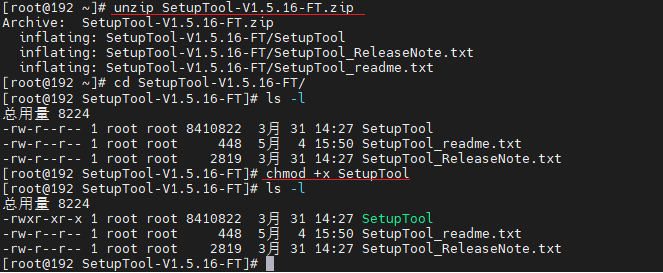 [root@192 ~]# unzip SetupTool-V1.5.16-FT.zip
Archive:  SetupTool-V1.5.16-FT.zip
  inflating: SetupTool-V1.5.16-FT/SetupTool
  inflating: SetupTool-V1.5.16-FT/SetupTool_ReleaseNote.txt
  inflating: SetupTool-V1.5.16-FT/SetupTool_readme.txt
[root@192 ~]# cd SetupTool-V1.5.16-FT/
[root@192 SetupTool-V1.5.16-FT]# ls -l
总用量 8224
-rw-r--r-- 1 root root 8410822  3月 31 14:27 SetupTool
-rw-r--r-- 1 root root     448  5月  4 15:50 SetupTool_readme.txt
-rw-r--r-- 1 root root    2819  3月 31 14:27 SetupTool_ReleaseNote.txt
[root@192 SetupTool-V1.5.16-FT]# chmod +x SetupTool
[root@192 SetupTool-V1.5.16-FT]# ls -l
总用量 8224
-rwxr-xr-x 1 root root 8410822  3月 31 14:27 SetupTool
-rw-r--r-- 1 root root     448  5月  4 15:50 SetupTool_readme.txt
-rw-r--r-- 1 root root    2819  3月 31 14:27 SetupTool_ReleaseNote.txt
[root@192 SetupTool-V1.5.16-FT]#